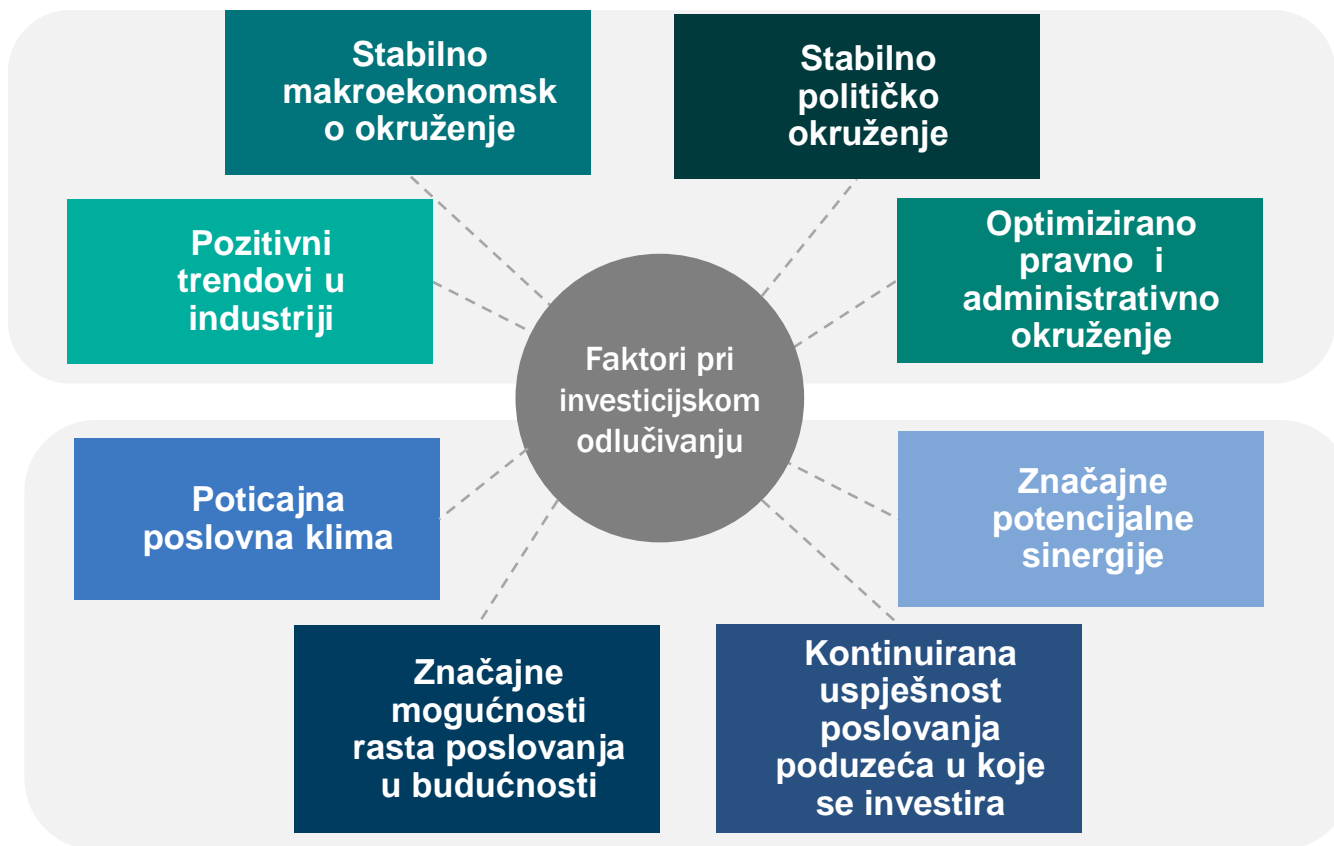 Stabilno
makroekonomsk
o okruženje
Stabilno
političko
okruženje
Pozitivni
trendovi u
industriji
Optimizirano
pravno i
administrativno
okruženje
Faktori pri
investicijskom
odlučivanju
Poticajna
poslovna klima
Značajne
potencijalne
sinergije
Značajne
mogućnosti
rasta poslovanja
u budućnosti
Kontinuirana
uspješnost
poslovanja
poduzeća u koje
se investira